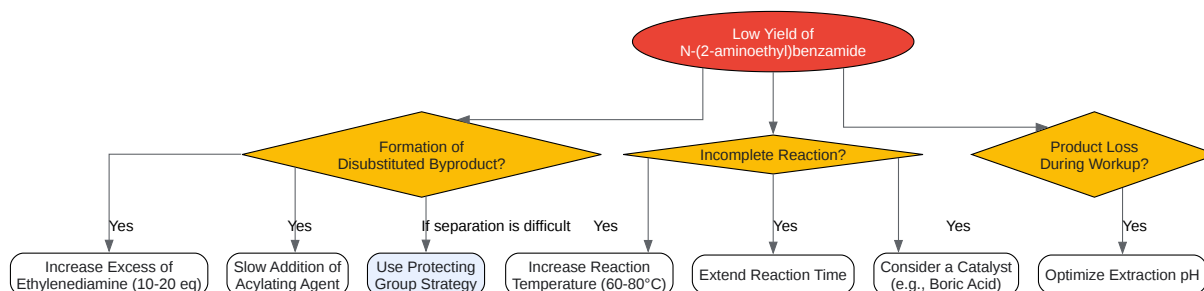 Low Yield of
N-(2-aminoethyl)benzamide
Formation of
Disubstituted Byproduct?
Incomplete Reaction?
Product Loss
During Workup?
Yes
Yes
If separation is difficult
Yes
Yes
Yes
Yes
Increase Excess of
Ethylenediamine (10-20 eq)
Slow Addition of
Acylating Agent
Use Protecting
Group Strategy
Increase Reaction
Temperature (60-80°C)
Extend Reaction Time
Consider a Catalyst
(e.g., Boric Acid)
Optimize Extraction pH